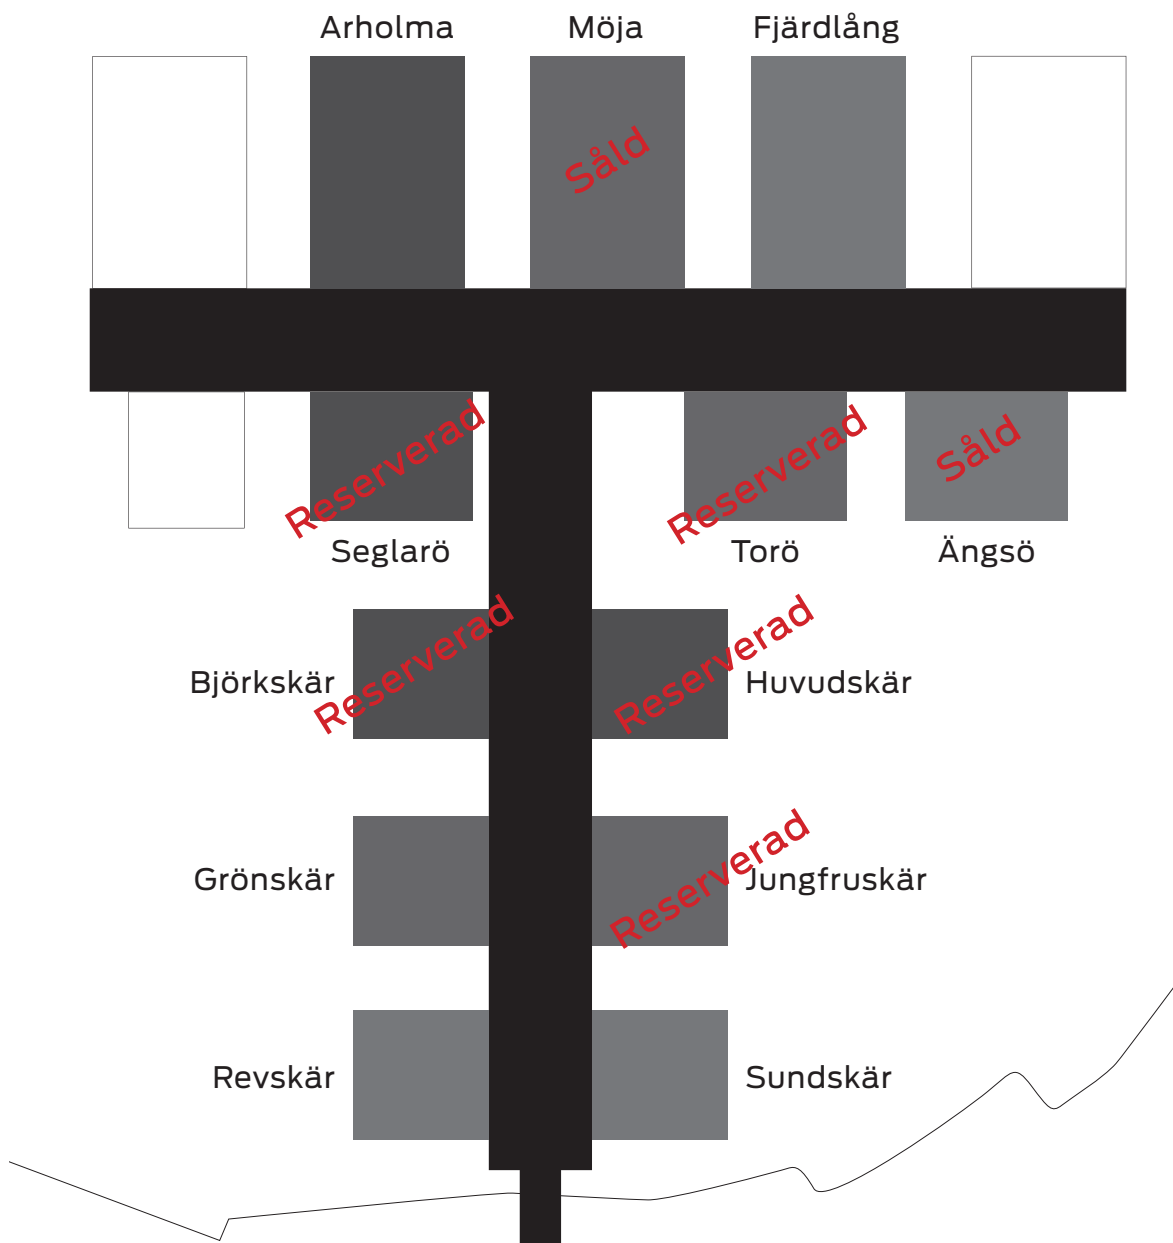 Arholma
Möja
Fjärdlång
Såld
Reserverad
Reserverad
Såld
Seglarö
Torö
Ängsö
Björkskär
Reserverad
Reserverad
Huvudskär
Grönskär
Reserverad
Jungfruskär
Revskär
Sundskär